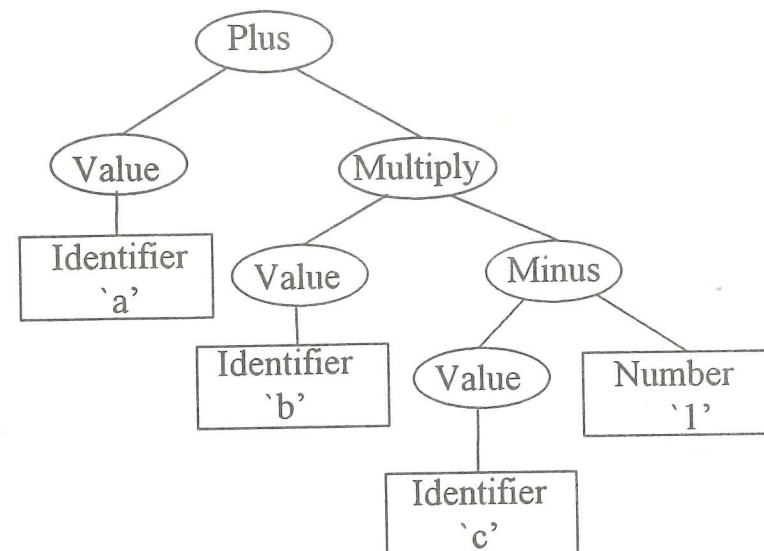 Plus
Value
Multiply
Identifier
`a’
Value
Minus
Identifier
`b’
Value
Number
`1’
Identifier
`c’